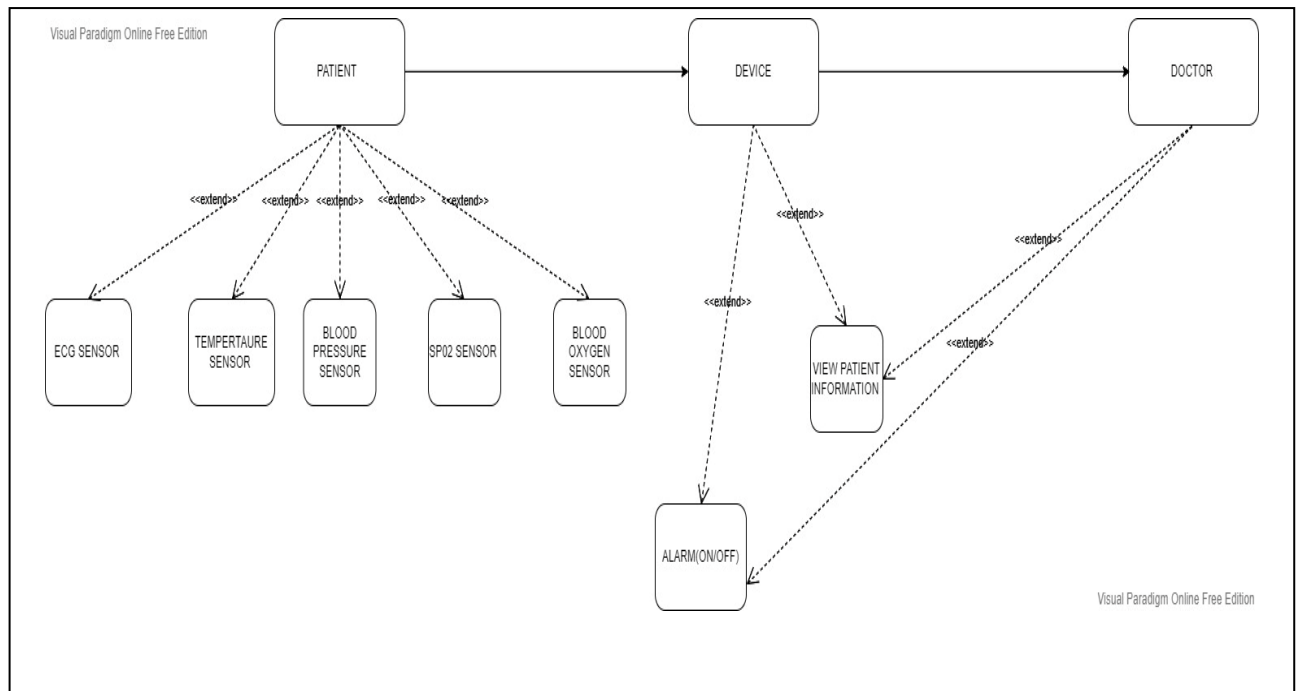 Visual Paradigm Online Free Edition
PATIENT
DEVICE
DOCTOR
<<extend>>
<<extend>>
<<extend>>
<<extend>>
<<extend>>
<<extend>>
<<extend>>
<<extend>>
<<extend>>
ECG SENSOR
TEMPERTAURE
SENSOR
BLOOD
PRESSURE
SENSOR
SP02 SENSOR
BLOOD
OXYGEN
SENSOR
VIEW PATIENT
INFORMATION
ALARM(ON/OFF)
Visual Paradigm Online Free Edition